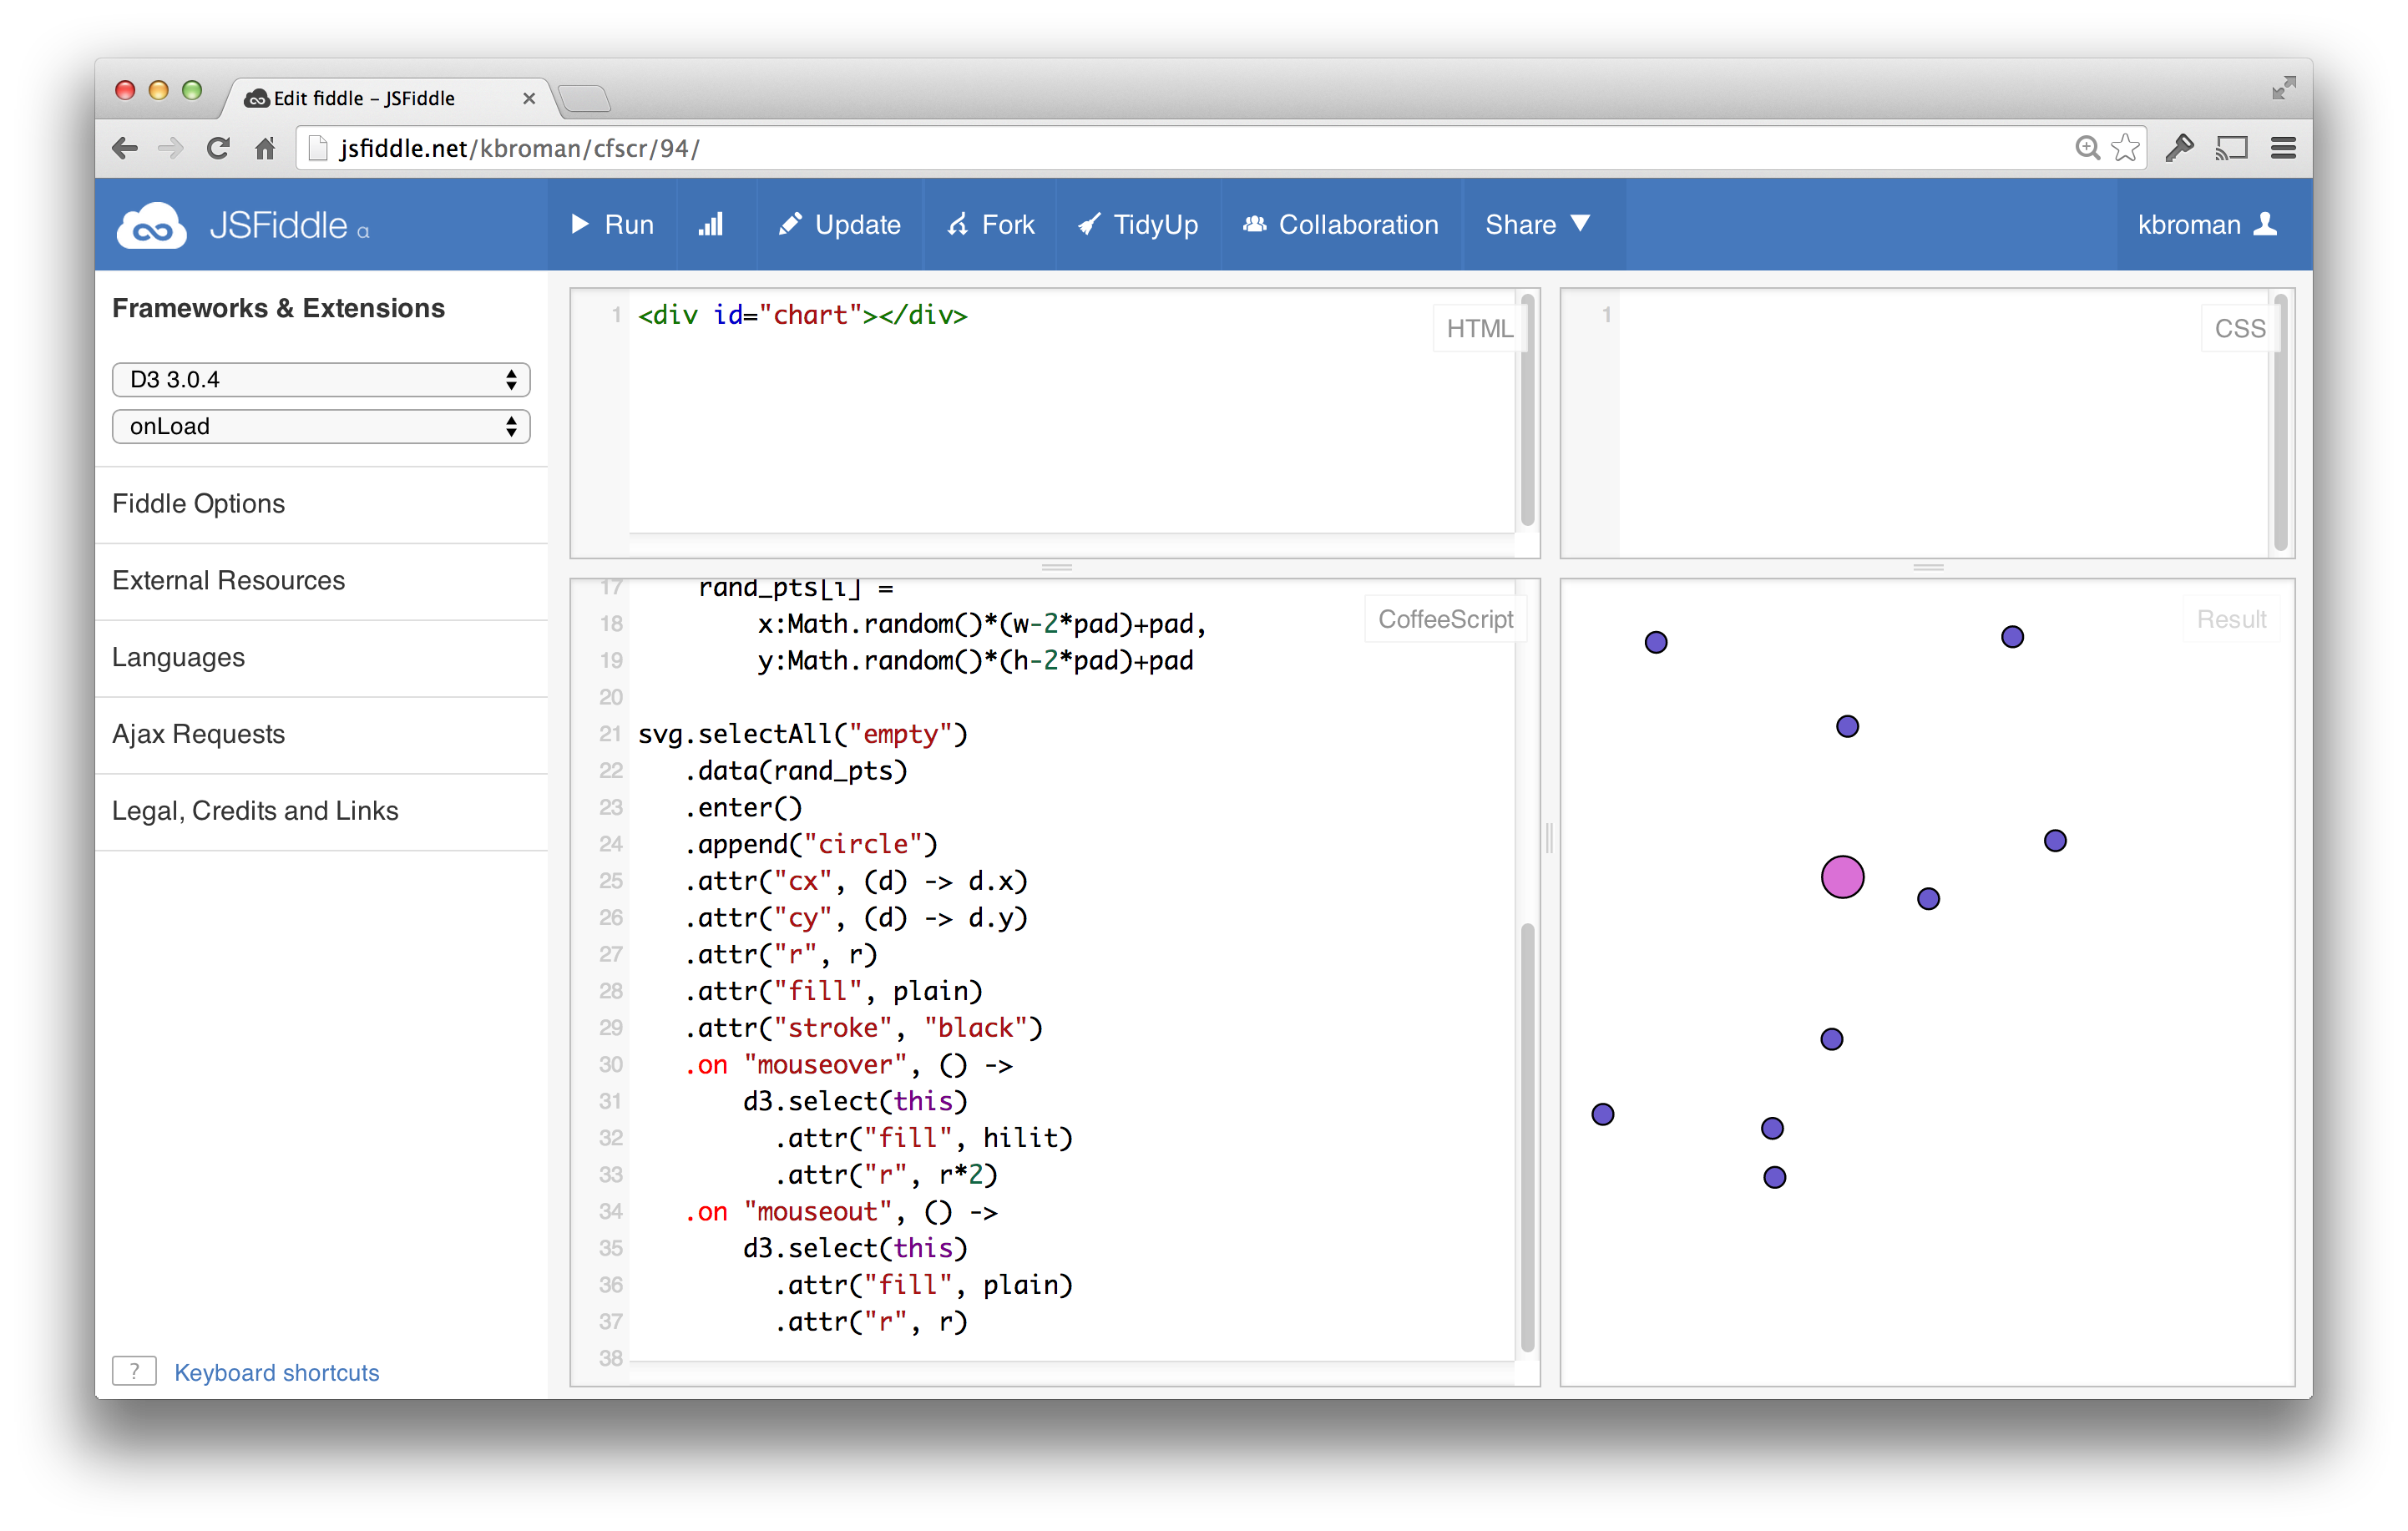 Edit fiddle – JSFiddle
jsfiddle.net/kbroman/cfscr/94/
JSFiddle α
Run
Update
Fork
TidyUp
Collaboration
Share
kbroman
Frameworks & Extensions
D3 3.0.4
onLoad
Fiddle Options
External Resources
Languages
Ajax Requests
Legal, Credits and Links
? Keyboard shortcuts
1 <div id="chart"></div>
HTML
1
CSS
17 rand_pts[i] =
18 x:Math.random()*(w-2*pad)+pad,
19 y:Math.random()*(h-2*pad)+pad
20
21 svg.selectAll("empty")
22 .data(rand_pts)
23 .enter()
24 .append("circle")
25 .attr("cx", (d) -> d.x)
26 .attr("cy", (d) -> d.y)
27 .attr("r", r)
28 .attr("fill", plain)
29 .attr("stroke", "black")
30 .on "mouseover", () ->
31 d3.select(this)
32 .attr("fill", hilit)
33 .attr("r", r*2)
34 .on "mouseout", () ->
35 d3.select(this)
36 .attr("fill", plain)
37 .attr("r", r)
38
CoffeeScript
Result